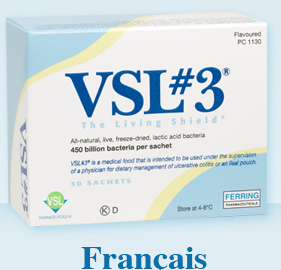 Flavoured
PC 1130
VSL#3®
The Living Shield®
All-natural, live, freeze-dried, lactic acid bacteria
450 billion bacteria per sachet
VSL#3® is a medical food that is intended to be used under the supervision
of a physician for dietary management of ulcerative colitis or an ileal pouch.
30 SACHETS
K D
Store at 4-8°C
VSL
PHARMACEUTICALS
FERRING
PHARMACEUTICALS
Francais